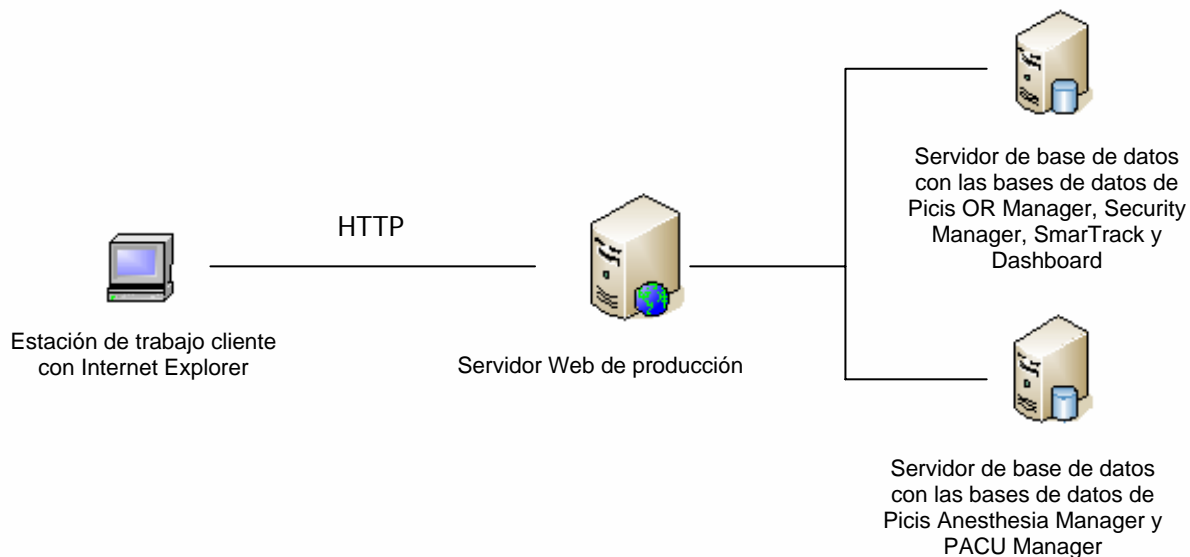 HTTP
Estación de trabajo cliente
con Internet Explorer
Servidor Web de producción
Servidor de base de datos
con las bases de datos de
Picis OR Manager, Security
Manager, SmarTrack y
Dashboard
Servidor de base de datos
con las bases de datos de
Picis Anesthesia Manager y
PACU Manager